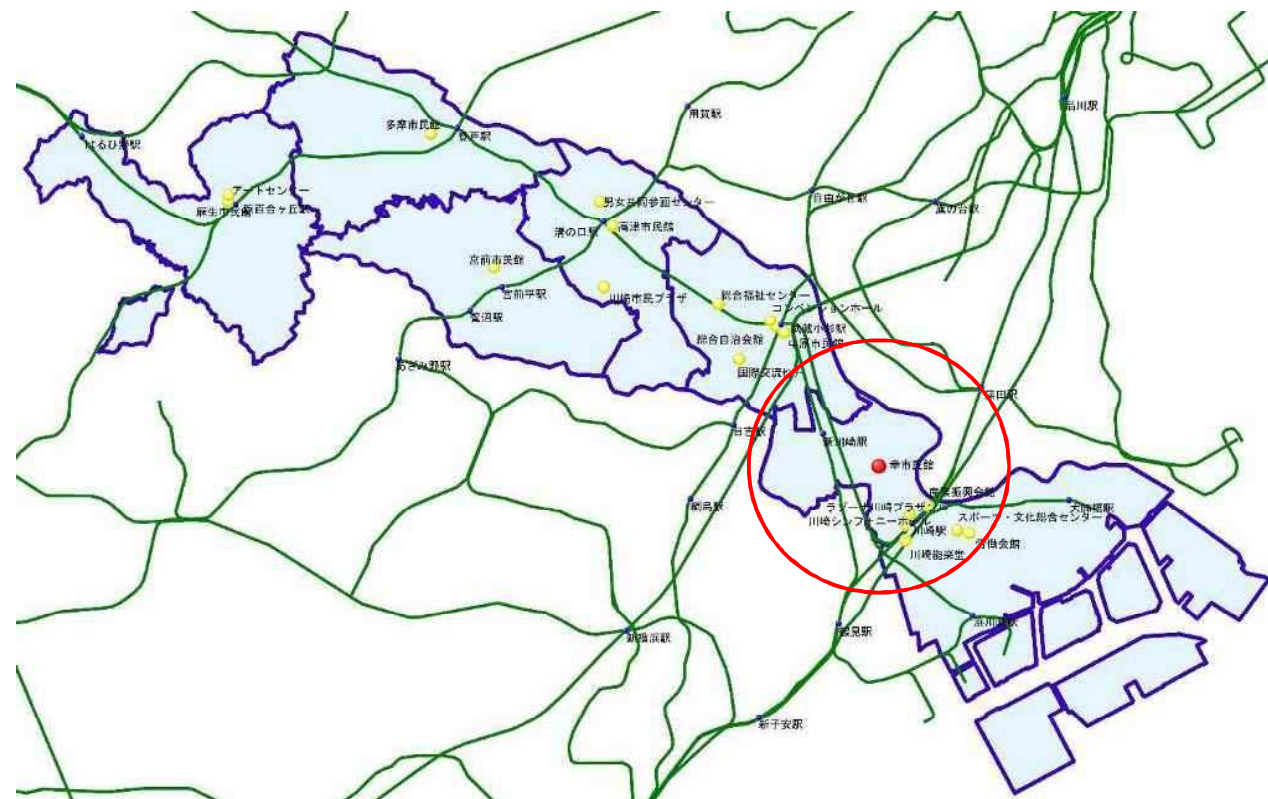 品川駅
用賀駅
多摩市民館
登戸駅
はるひ野駅
アートセンター
新百合ヶ丘駅
麻生市民館
自由が丘駅
旗の台駅
男女共同参画センター
溝の口駅
高津市民館
宮前市民館
宮前平駅
川崎市民プラザ
鷺沼駅
総合福祉センター
コンベンションホール
武蔵小杉駅
中原市民館
総合自治会館
国際交流センター
あざみ野駅
蒲田駅
日吉駅
新川崎駅
幸市民館
綱島駅
産業振興会館
ラゾーナ川崎プラザソル
大師橋駅
スポーツ・文化総合センター
川崎シンフォニーホール
川崎駅
労働会館
川崎能楽堂
浜川崎駅
鶴見駅
新横浜駅
新子安駅